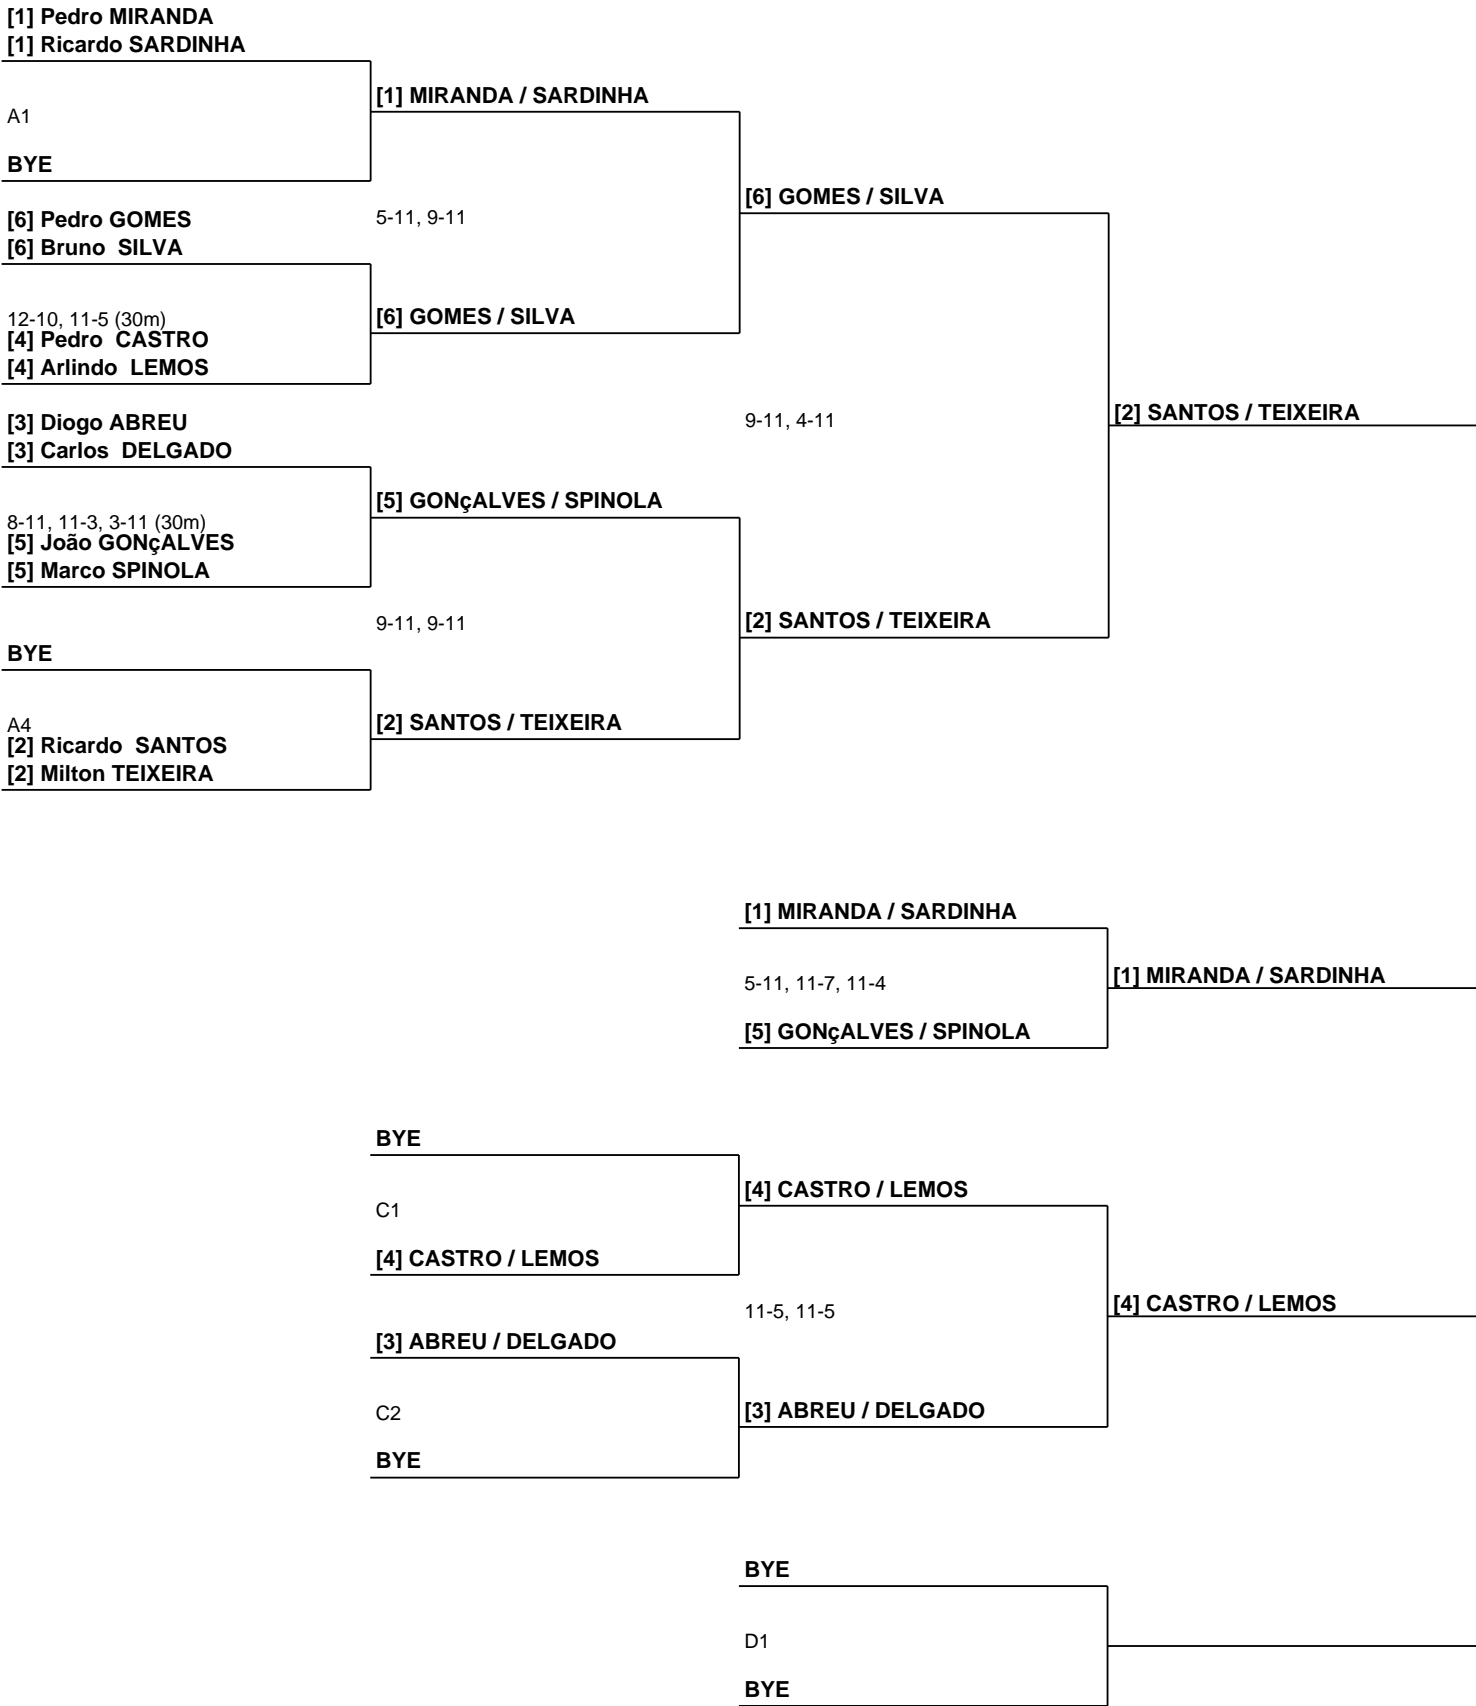 [1] Pedro MIRANDA
[1] Ricardo SARDINHA
[1] MIRANDA / SARDINHA
A1
BYE
[6] GOMES / SILVA
[6] Pedro GOMES
5-11, 9-11
[6] Bruno  SILVA
12-10, 11-5 (30m)
[6] GOMES / SILVA
[4] Pedro  CASTRO
[4] Arlindo  LEMOS
[3] Diogo ABREU
9-11, 4-11
[2] SANTOS / TEIXEIRA
[3] Carlos  DELGADO
[5] GONçALVES / SPINOLA
8-11, 11-3, 3-11 (30m)
[5] João GONçALVES
[5] Marco SPINOLA
9-11, 9-11
[2] SANTOS / TEIXEIRA
BYE
A4
[2] SANTOS / TEIXEIRA
[2] Ricardo  SANTOS
[2] Milton TEIXEIRA
[1] MIRANDA / SARDINHA
5-11, 11-7, 11-4
[1] MIRANDA / SARDINHA
[5] GONçALVES / SPINOLA
BYE
[4] CASTRO / LEMOS
C1
[4] CASTRO / LEMOS
11-5, 11-5
[4] CASTRO / LEMOS
[3] ABREU / DELGADO
C2
[3] ABREU / DELGADO
BYE
BYE
D1
BYE